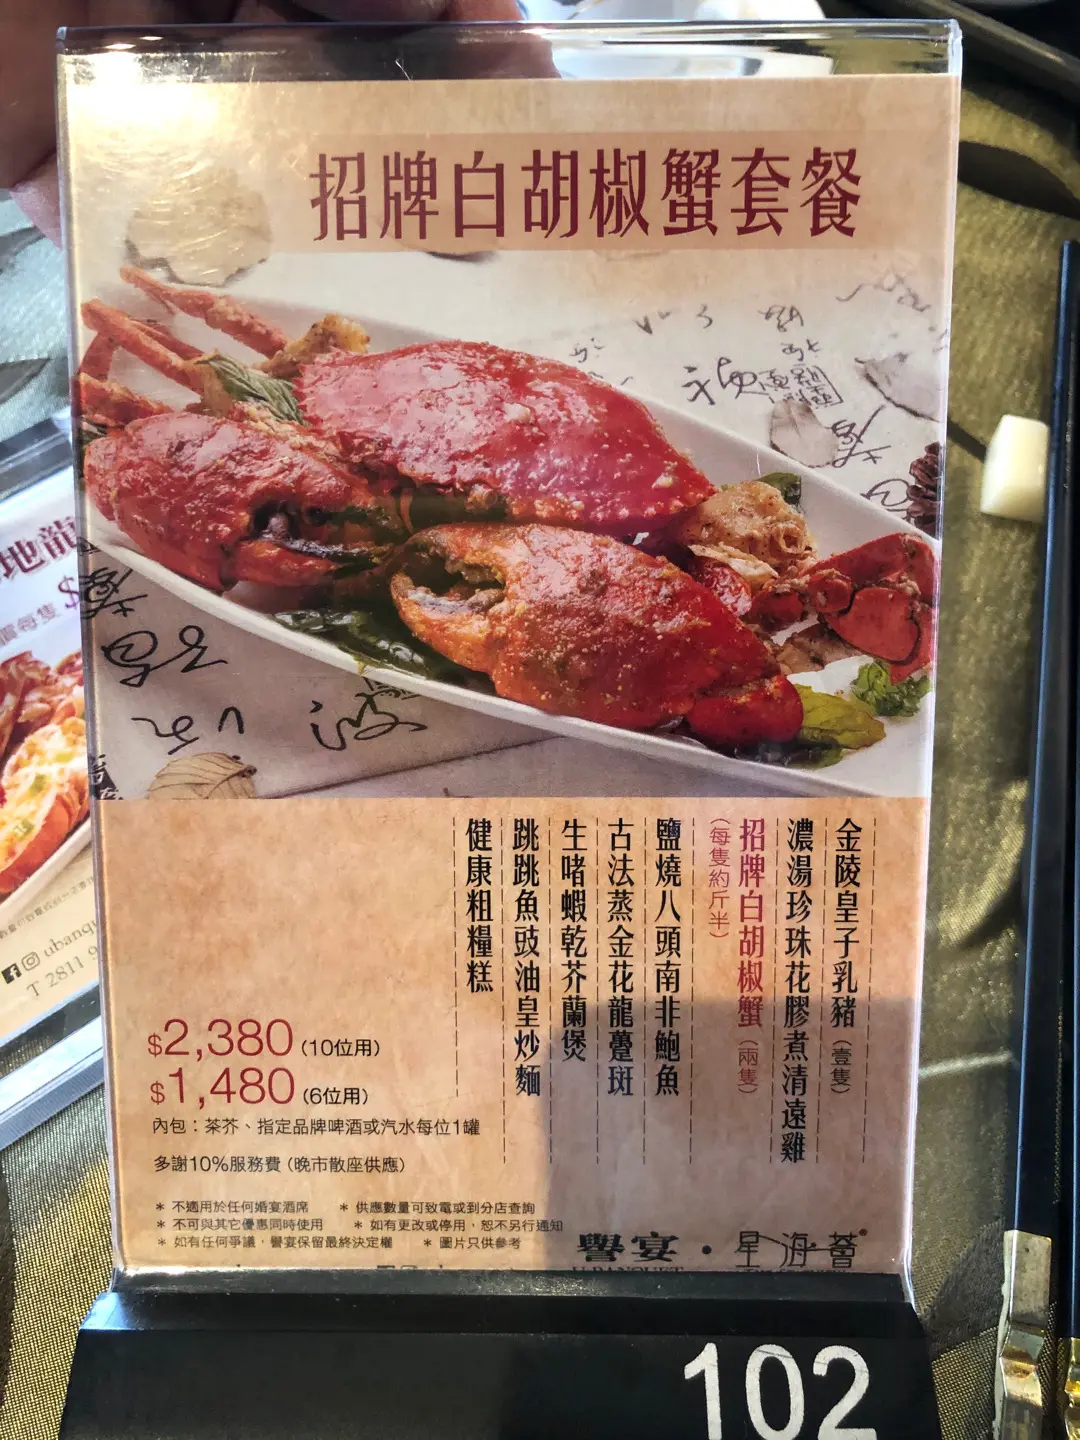 招牌白胡椒蟹套餐
金陵皇子乳豬（壹隻）
濃湯珍珠花膠煮清遠雞
招牌白胡椒蟹（兩隻）
（每隻約斤半）
鹽燒八頭南非鮑魚
古法蒸金花龍躉斑
生啫蝦乾芥蘭煲
跳跳魚豉油皇炒麵
健康粗糧糕
$2,380（10位用）
$1,480（6位用）
內包：茶芥、指定品牌啤酒或汽水每位1罐
多謝10%服務費（晚市散座供應）
* 不適用於任何婚宴酒席
* 供應數量可致電或到分店查詢
* 不可與其它優惠同時使用
* 如有更改或停用，恕不另行通知
* 如有任何爭議，譽宴保留最終決定權
* 圖片只供參考
譽宴・星海薈®
102
地龍
每隻 $
ubanqu
T 2811 9